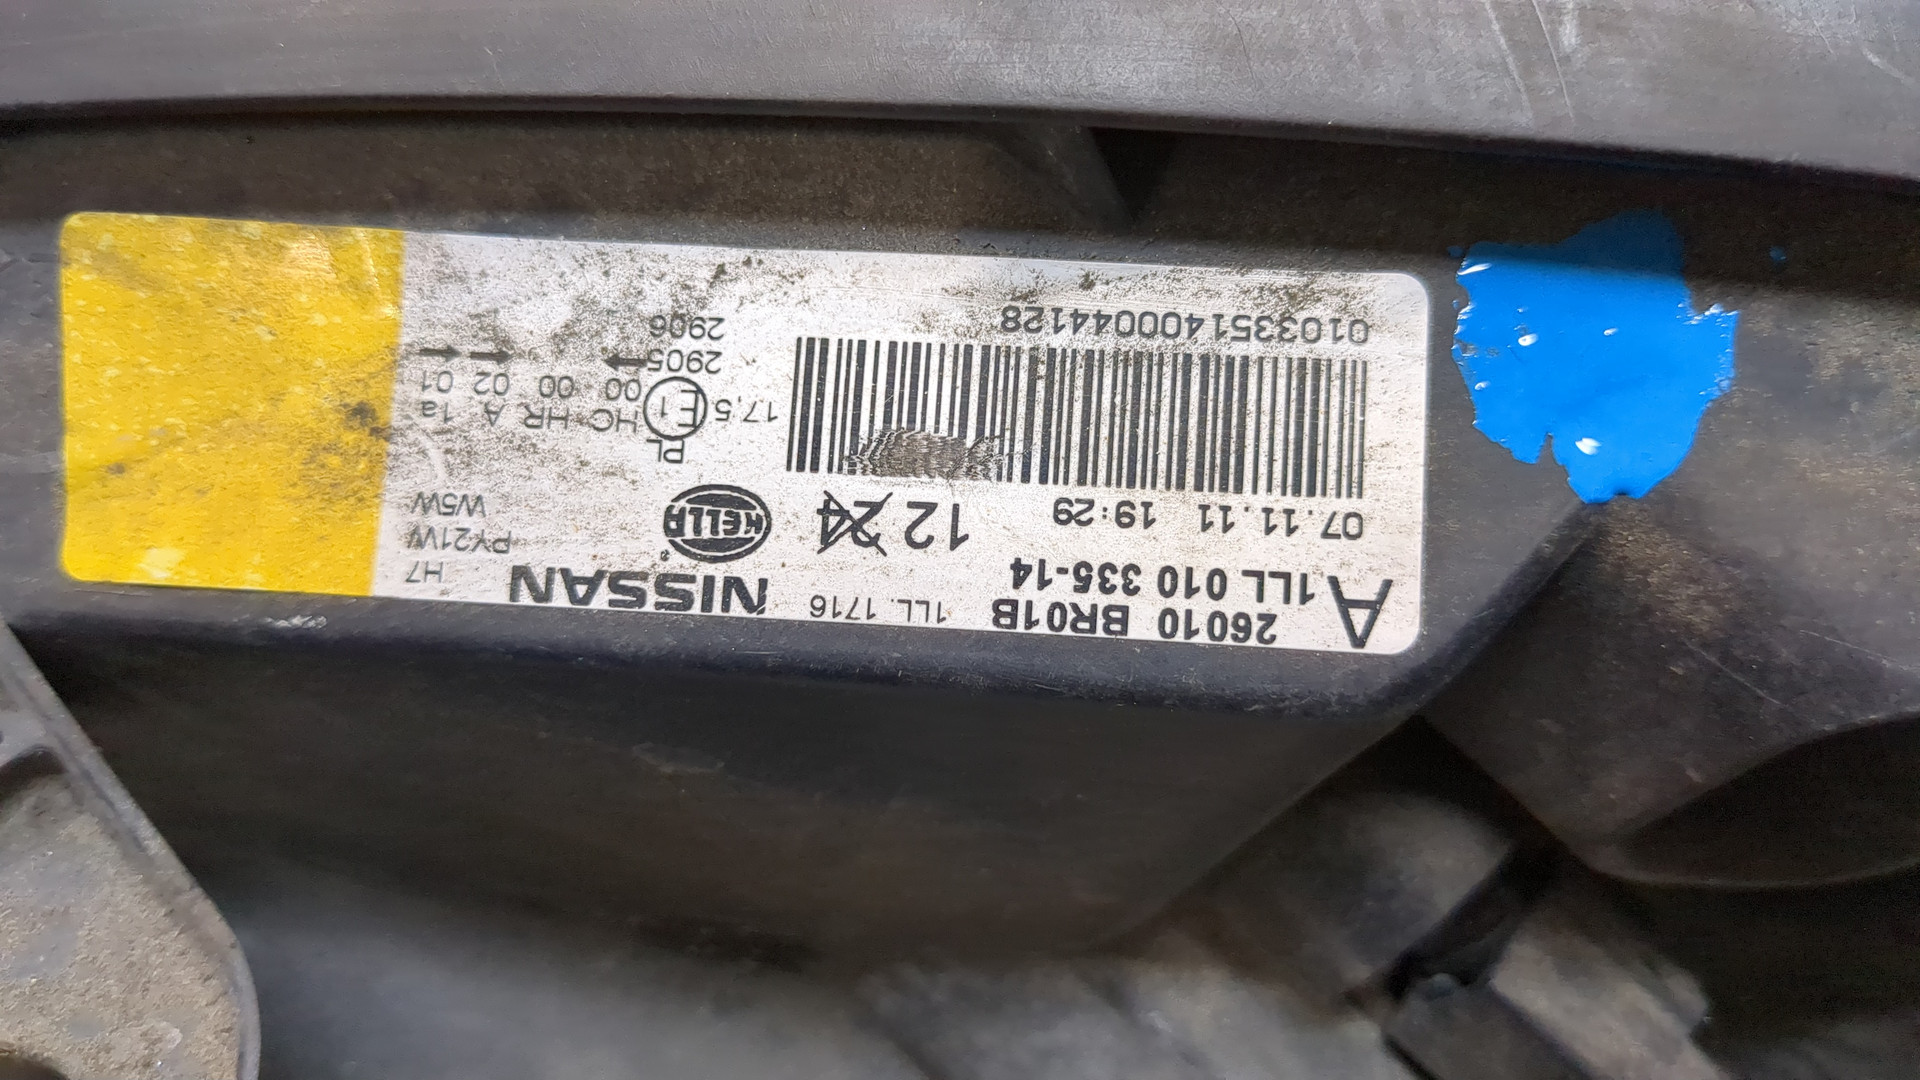 A 26010 BR01B 1LL. 1716 NISSAN H7
1LL 010 335-14 PY21W
07.11.11 19:29 12 24 HELLA ® W5W
PL
17,5 E1 HC HC HR A 1a
00 00 02 01
2905
2906
0103351400044128